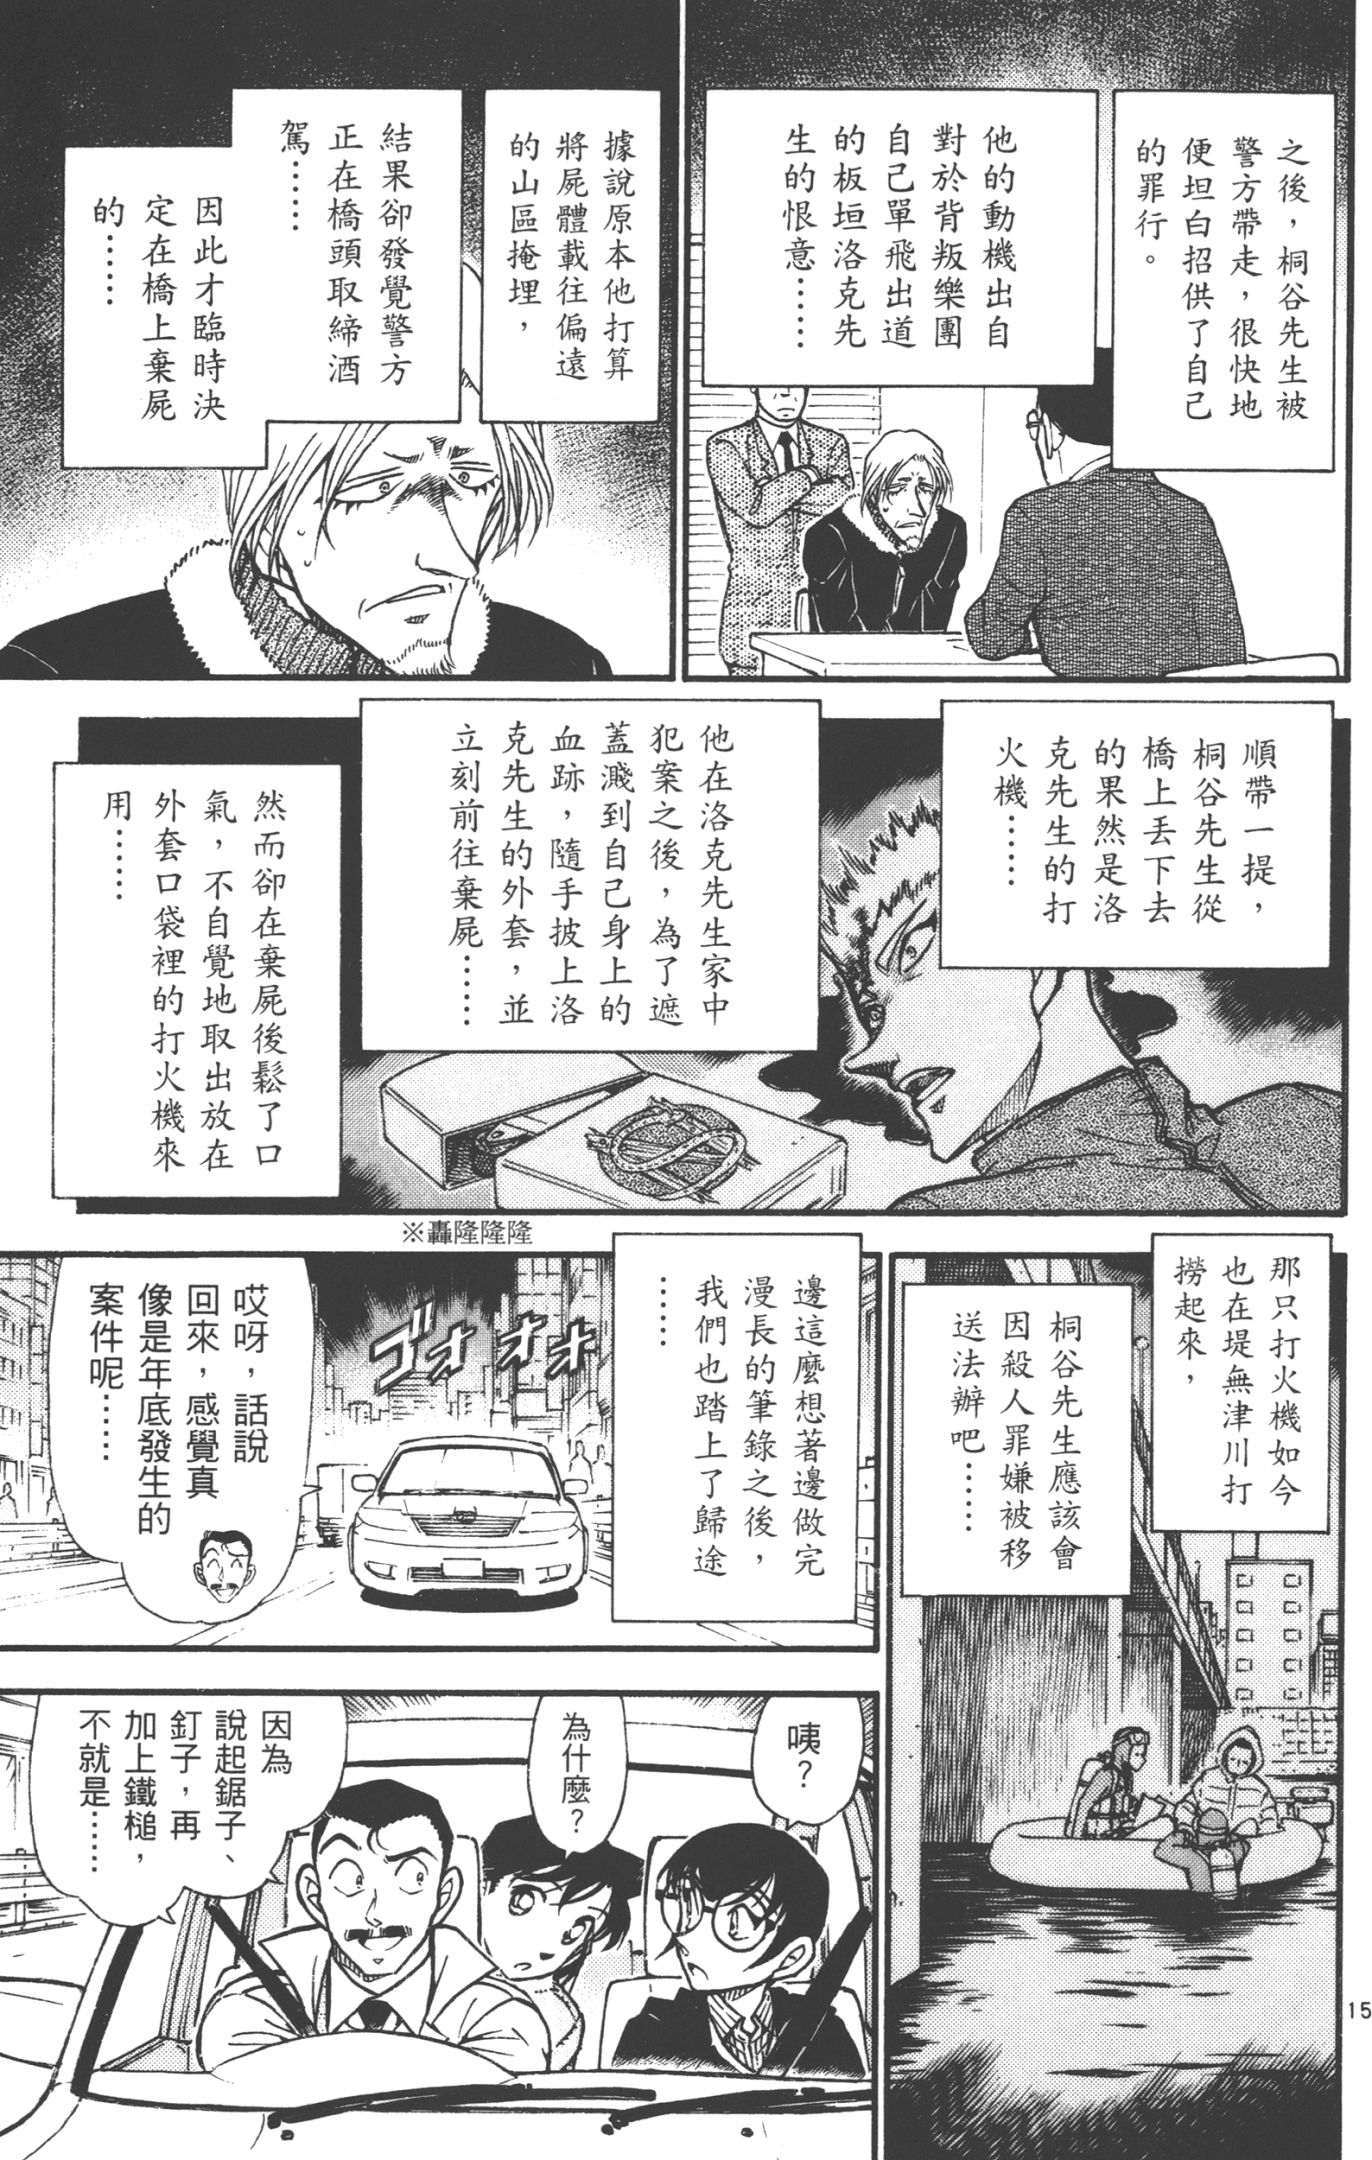 之後，桐谷先生被
警方帶走，很快地
便坦白招供了自己
的罪行。
他的動機出自
對於背叛樂團
自己單飛出道
的板垣洛克先
生的恨意……
據說原本他打算
將屍體載往偏遠
的山區掩埋，
結果卻發覺警方
正在橋頭取締酒
駕……
因此才臨時決
定在橋上棄屍
的……
順帶一提，
桐谷先生從
橋上丟下去
的果然是洛
克先生的打
火機……
他在洛克先生家中
犯案之後，為了遮
蓋濺到自己身上的
血跡，隨手披上洛
克先生的外套，並
立刻前往棄屍……
然而卻在棄屍後鬆了口
氣，不自覺地取出放在
外套口袋裡的打火機來
用……
那只打火機如今
也在堤無津川打
撈起來，
桐谷先生應該會
因殺人罪嫌被移
送法辦吧……
邊這麼想著邊做完
漫長的筆錄之後，
我們也踏上了歸途
……
※轟隆隆隆
ゴォォォ
哎呀，話說
回來，感覺真
像是年底發生的
案件呢……
咦？
為什麼？
因為
說起鋸子、
釘子，再
加上鐵槌，
不就是……
15